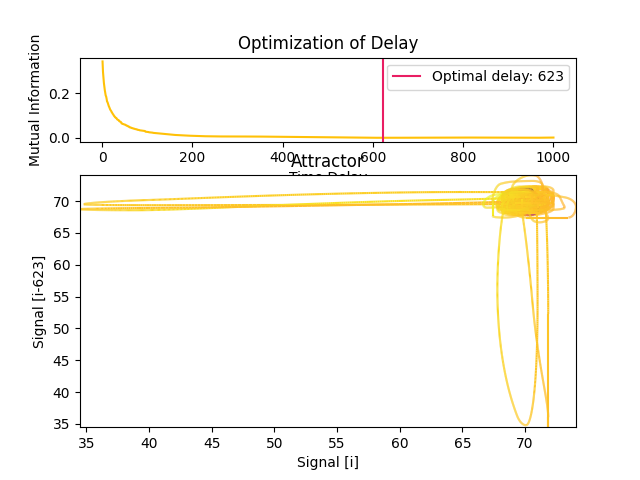 Optimization of Delay
Mutual Information
0.2
0.0
Optimal delay: 623
0 200 400 600 800 1000
Time Delay
Attractor
Signal [i-623]
70
65
60
55
50
45
40
35
35 40 45 50 55 60 65 70
Signal [i]